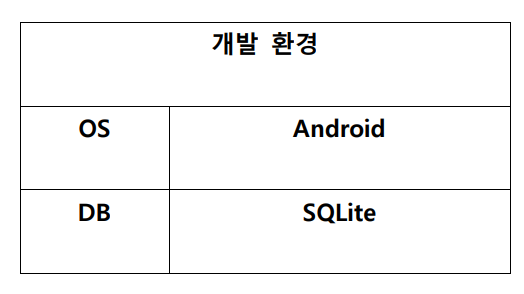 개발 환경
OS Android
DB SQLite